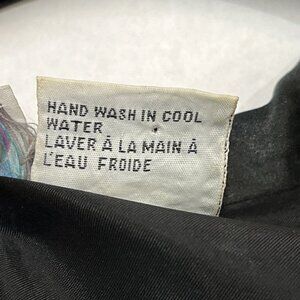 HAND WASH IN COOL
WATER
LAVER À LA MAIN À
L'EAU FROIDE